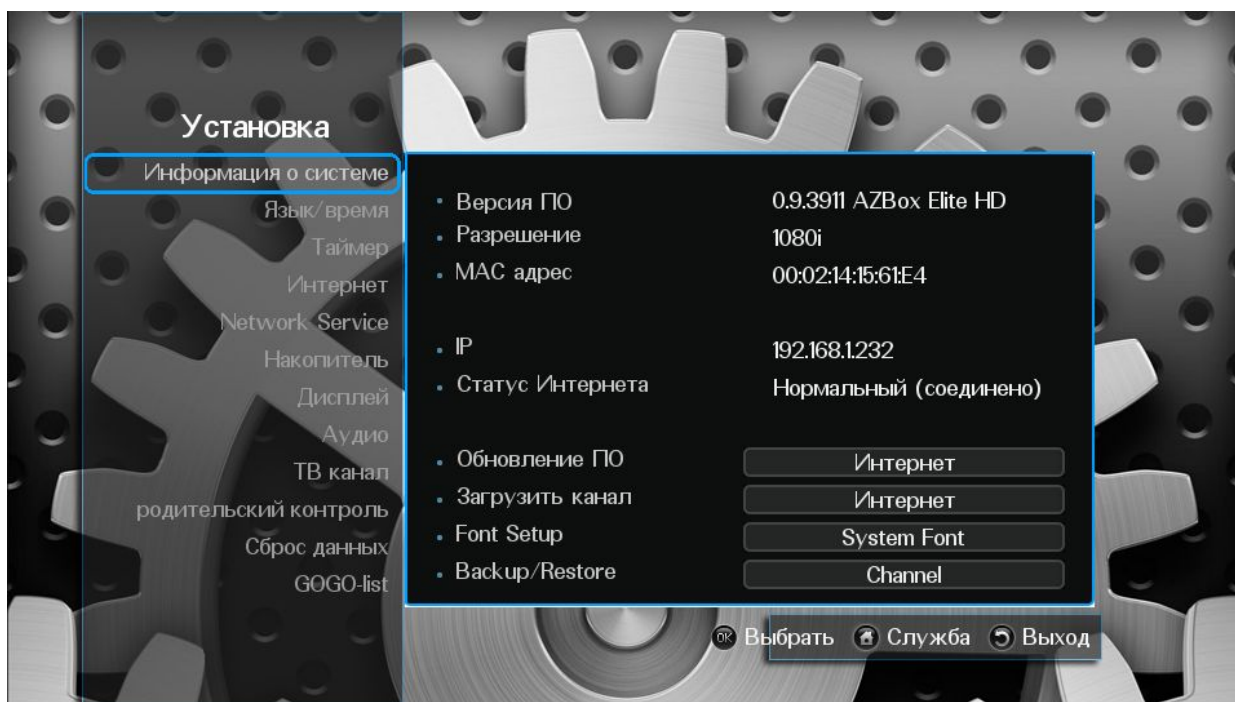 Установка
Информация о системе
Язык/время
Таймер
Интернет
Network Service
Накопитель
Дисплей
Аудио
ТВ канал
родительский контроль
Сброс данных
GOGO-list
• Версия ПО 0.9.3911 AZBox Elite HD
• Разрешение 1080i
• MAC адрес 00:02:14:15:61:E4
• IP 192.168.1.232
• Статус Интернета Нормальный (соединено)
• Обновление ПО Интернет
• Загрузить канал Интернет
• Font Setup System Font
• Backup/Restore Channel
OK Выбрать Служба Выход